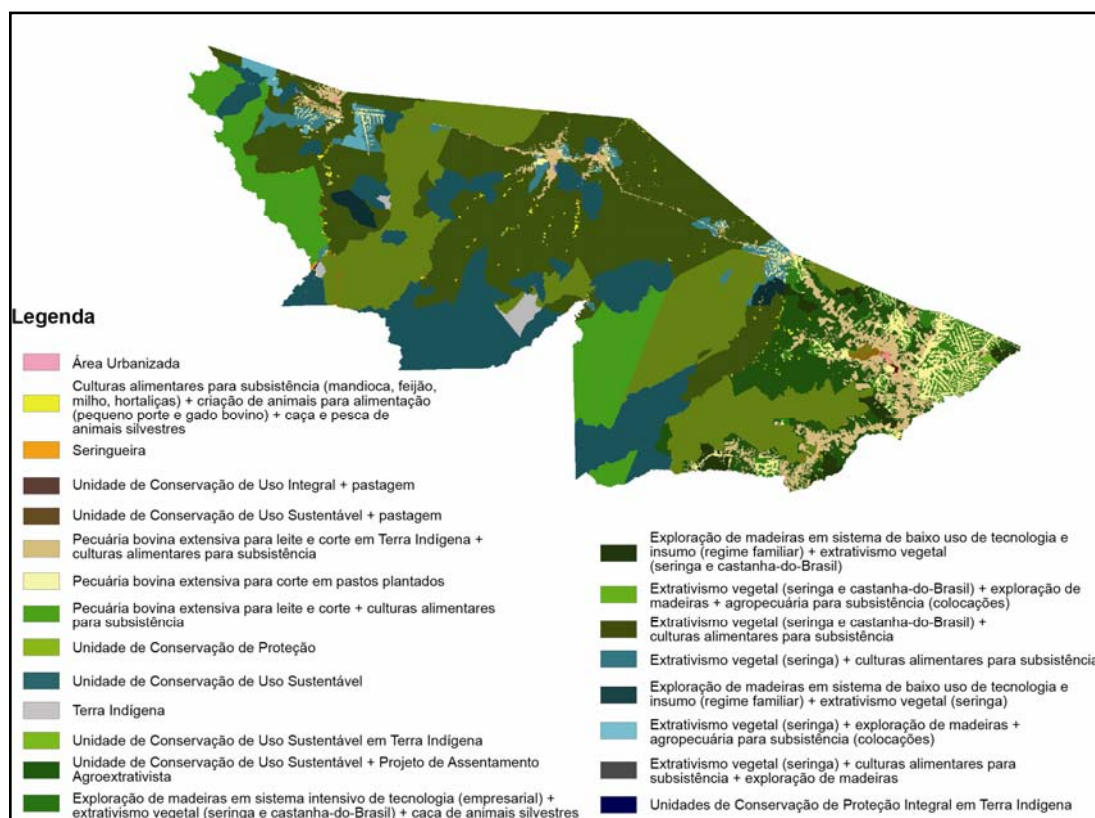 Legenda
Área Urbanizada
Culturas alimentares para subsistência (mandioca, feijão,
milho, hortaliças) + criação de animais para alimentação
(pequeno porte e gado bovino) + caça e pesca de
animais silvestres
Seringueira
Unidade de Conservação de Uso Integral + pastagem
Unidade de Conservação de Uso Sustentável + pastagem
Pecuária bovina extensiva para leite e corte em Terra Indígena +
culturas alimentares para subsistência
Pecuária bovina extensiva para corte em pastos plantados
Pecuária bovina extensiva para leite e corte + culturas alimentares
para subsistência
Unidade de Conservação de Proteção
Unidade de Conservação de Uso Sustentável
Terra Indígena
Unidade de Conservação de Uso Sustentável em Terra Indígena
Unidade de Conservação de Uso Sustentável + Projeto de Assentamento
Agroextrativista
Exploração de madeiras em sistema intensivo de tecnologia (empresarial) +
extrativismo vegetal (seringa e castanha-do-Brasil) + caça de animais silvestres
Exploração de madeiras em sistema de baixo uso de tecnologia e
insumo (regime familiar) + extrativismo vegetal
(seringa e castanha-do-Brasil)
Extrativismo vegetal (seringa e castanha-do-Brasil) + exploração de
madeiras + agropecuária para subsistência (colocações)
Extrativismo vegetal (seringa e castanha-do-Brasil) +
culturas alimentares para subsistência
Extrativismo vegetal (seringa) + culturas alimentares para subsistência
Exploração de madeiras em sistema de baixo uso de tecnologia e
insumo (regime familiar) + extrativismo vegetal (seringa)
Extrativismo vegetal (seringa) + exploração de madeiras +
agropecuária para subsistência (colocações)
Extrativismo vegetal (seringa) + culturas alimentares para
subsistência + exploração de madeiras
Unidades de Conservação de Proteção Integral em Terra Indígena